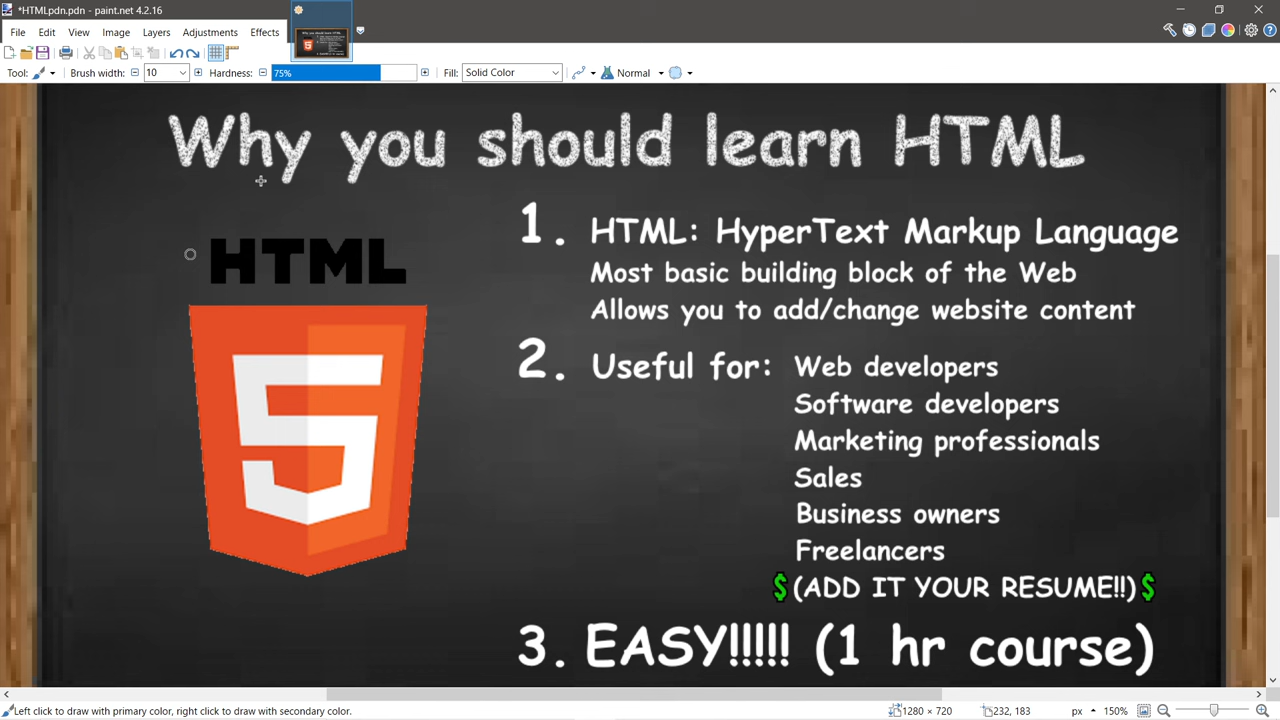 *HTMLpdn.pdn - paint.net 4.2.16
File Edit View Image Layers Adjustments Effects
Tool: Brush width: 10 Hardness: 75% Fill: Solid Color Normal
Why you should learn HTML
HTML
5
1. HTML: HyperText Markup Language
Most basic building block of the Web
Allows you to add/change website content
2. Useful for: Web developers
Software developers
Marketing professionals
Sales
Business owners
Freelancers
$(ADD IT YOUR RESUME!!)$
3. EASY!!!!! (1 hr course)
Left click to draw with primary color, right click to draw with secondary color. 1280 × 720 232, 183 px 150%